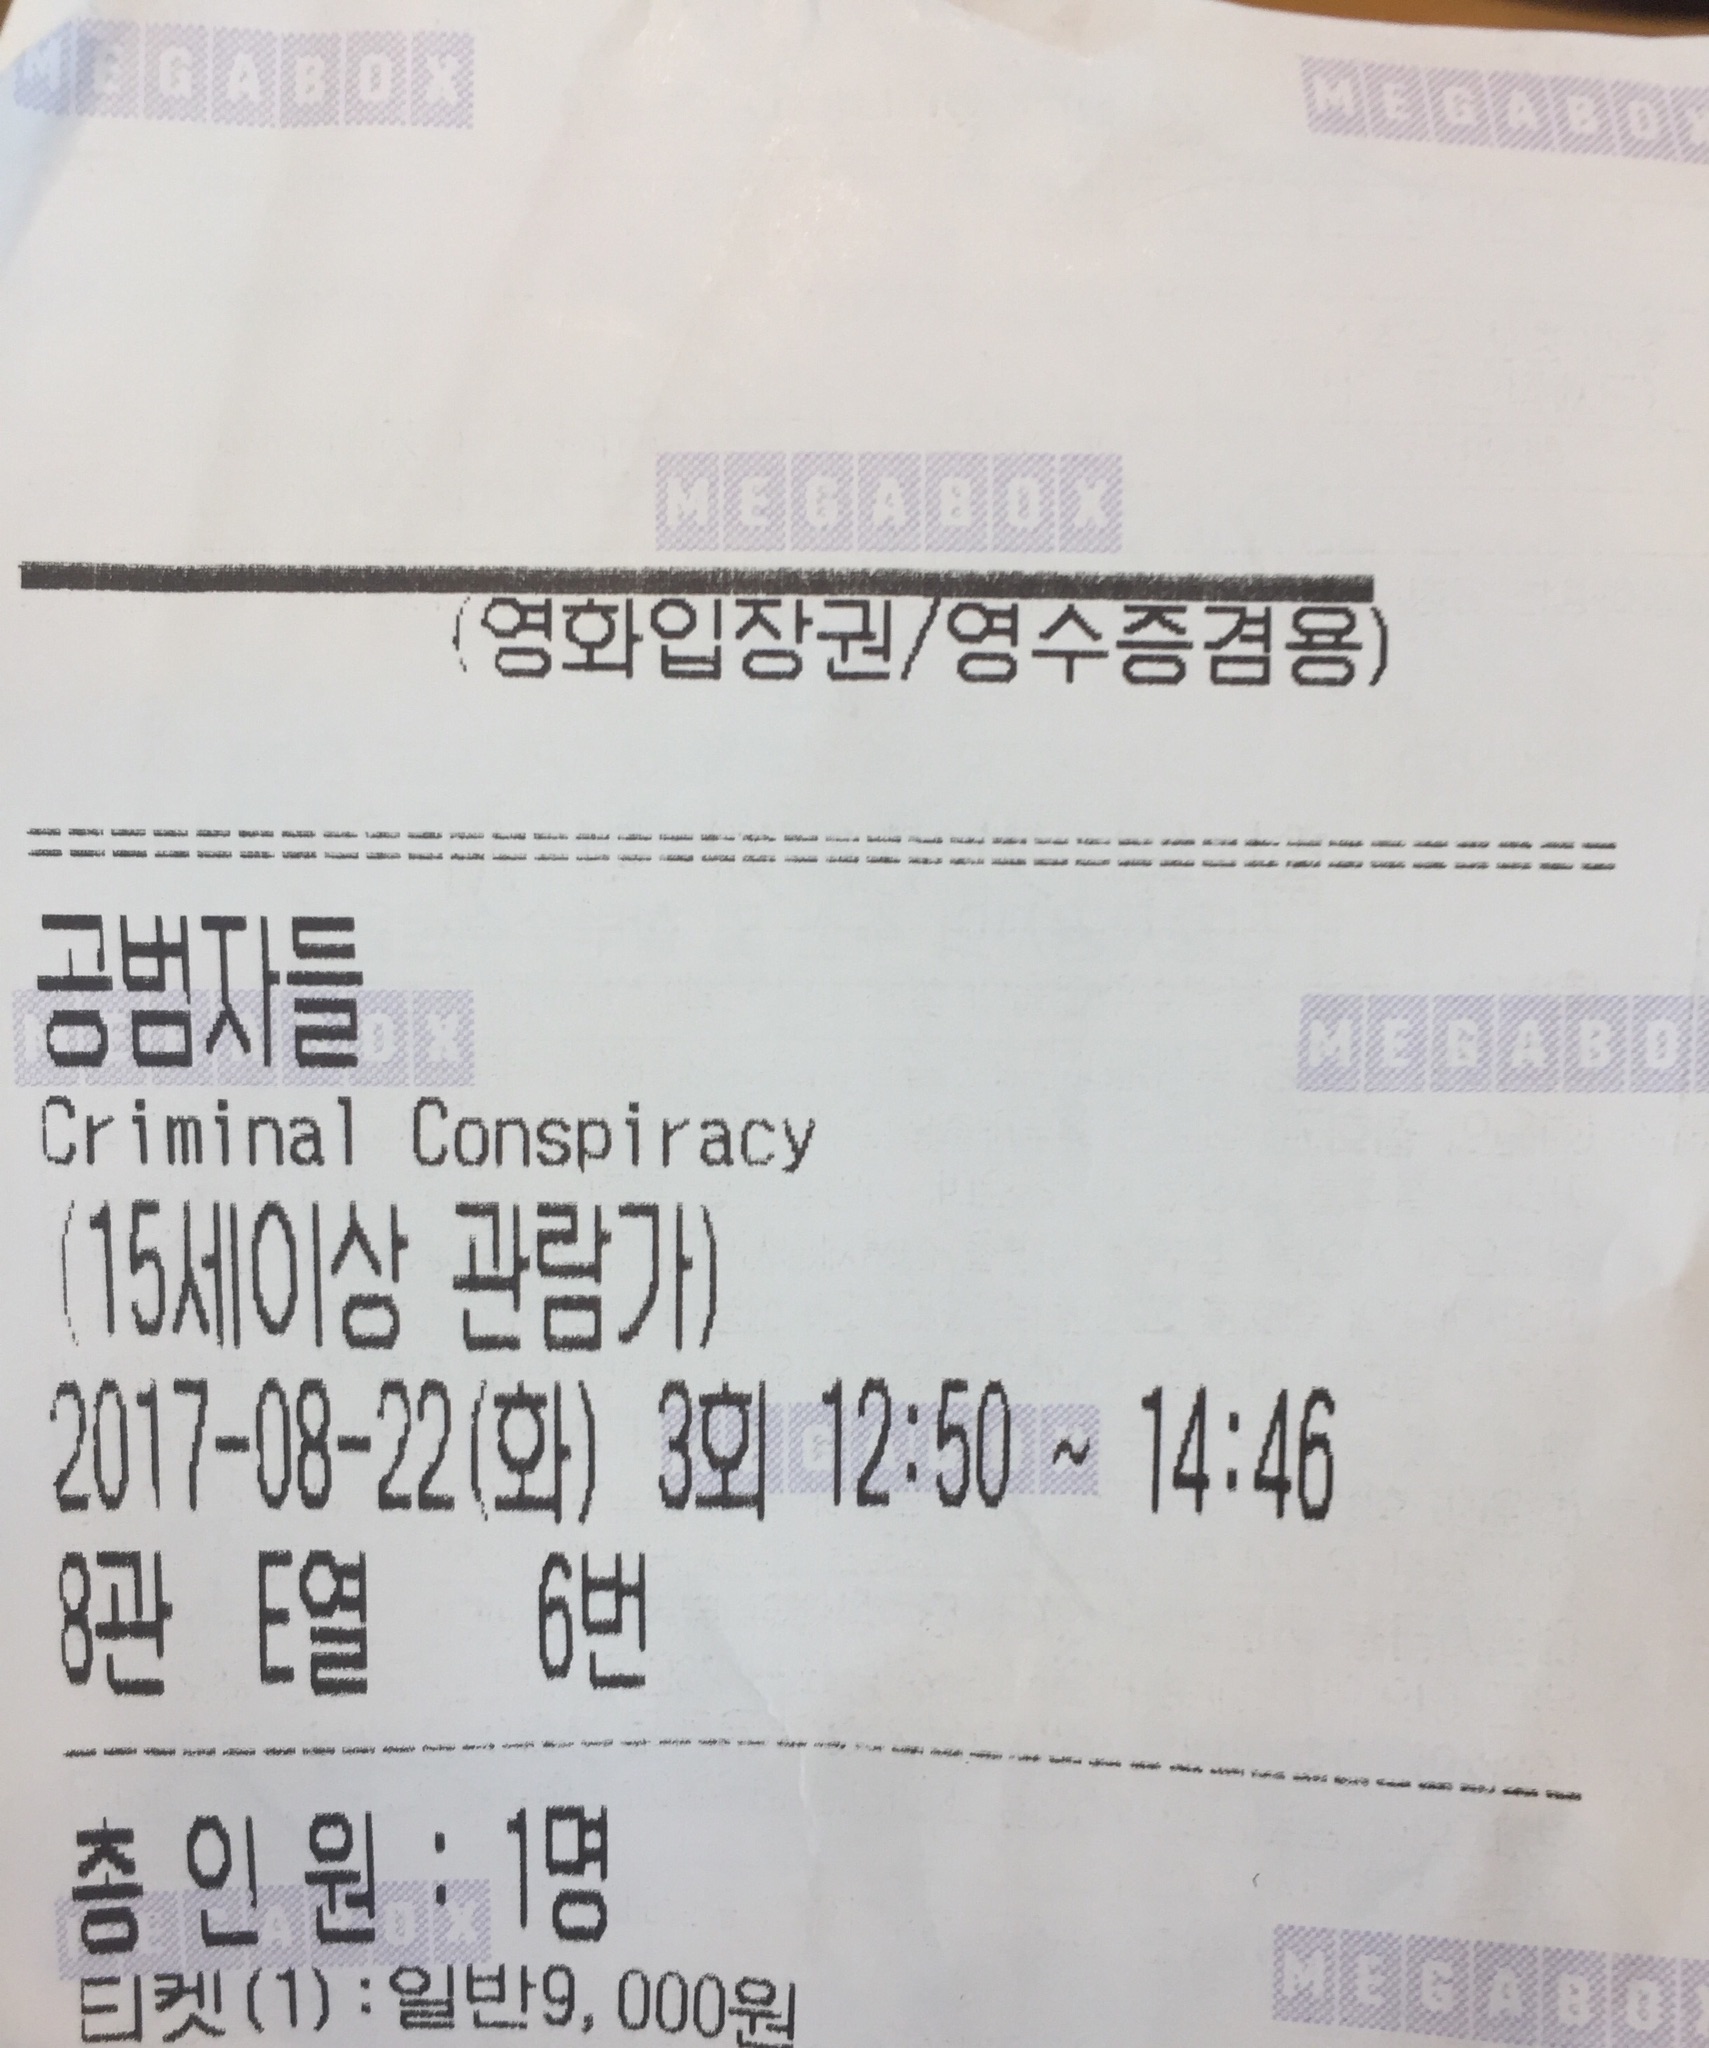 MEGABOX MEGABOX
MEGABOX
(영화입장권/영수증겸용)
공범자들
MEGABOX MEGABO
Criminal Conspiracy
(15세이상 관람가)
2017-08-22(화) 3회 12:50 ~ 14:46
8관 E열 6번
총 인 원 : 1명
MEGABOX
티켓(1):일반9,000원
MEGABOX